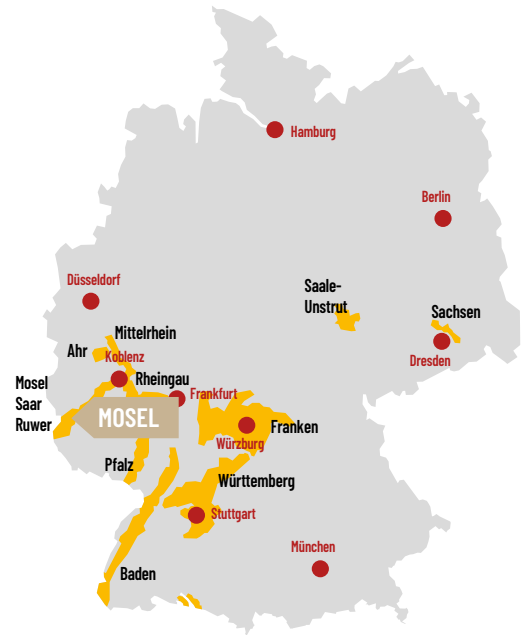 Hamburg
Berlin
Düsseldorf
Saale-
Unstrut
Sachsen
Mittelrhein
Ahr
Koblenz
Dresden
Mosel
Saar
Ruwer
Rheingau
Frankfurt
MOSEL
Franken
Würzburg
Pfalz
Württemberg
Stuttgart
München
Baden